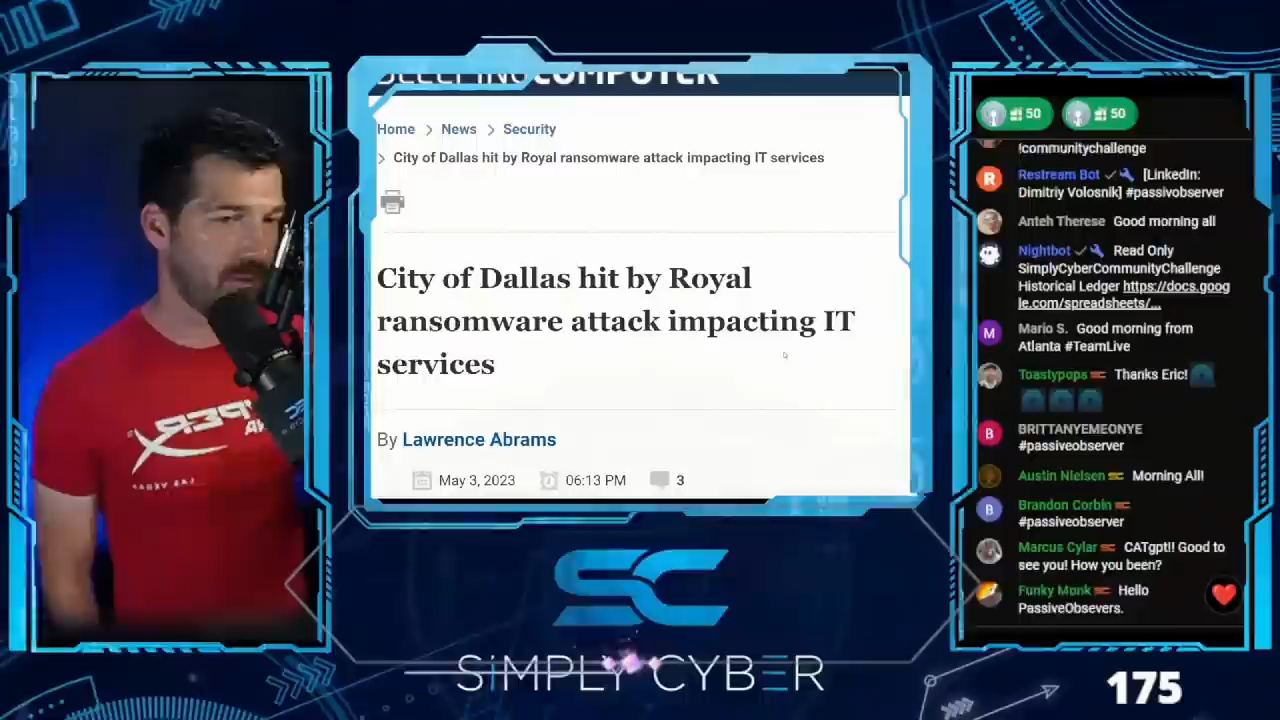 BLEEPINGCOMPUTER
Home > News > Security
> City of Dallas hit by Royal ransomware attack impacting IT services
City of Dallas hit by Royal
ransomware attack impacting IT
services
By Lawrence Abrams
May 3, 2023 06:13 PM 3
SC
SIMPLY CYBER
50 50
!communitychallenge
Restream Bot [LinkedIn:
Dimitriy Volosnik] #passivobserver
Anteh Therese Good morning all
Nightbot Read Only
SimplyCyberCommunityChallenge
Historical Ledger https://docs.goog
le.com/spreadsheets/...
Mario S. Good morning from
Atlanta #TeamLive
Toastypops Thanks Eric!
BRITTANYEMEONYE
#passiveobserver
Austin Nielsen Morning All!
Brandon Corbin
#passiveobserver
Marcus Cylar CATgpt!! Good to
see you! How you been?
Funky Monk Hello
PassiveObsevers.
175